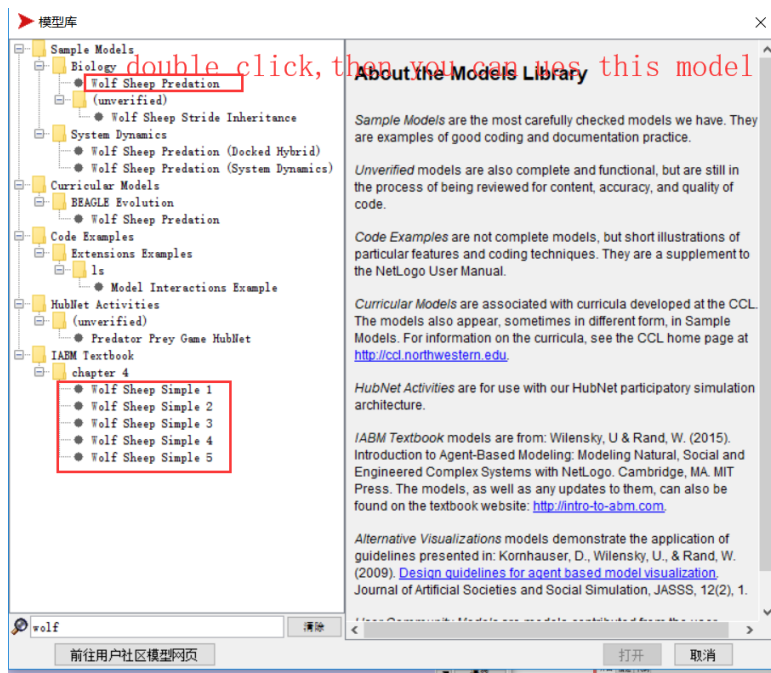 模型库
Sample Models
Biology
double click,then you can ues this model
Wolf Sheep Predation
(unverified)
Wolf Sheep Stride Inheritance
System Dynamics
Wolf Sheep Predation (Docked Hybrid)
Wolf Sheep Predation (System Dynamics)
Curricular Models
BEAGLE Evolution
Wolf Sheep Predation
Code Examples
Extensions Examples
ls
Model Interactions Example
HubNet Activities
(unverified)
Predator Prey Game HubNet
IABM Textbook
chapter 4
Wolf Sheep Simple 1
Wolf Sheep Simple 2
Wolf Sheep Simple 3
Wolf Sheep Simple 4
Wolf Sheep Simple 5
wolf
清除
前往用户社区模型网页
About the Models Library
Sample Models are the most carefully checked models we have. They
are examples of good coding and documentation practice.
Unverified models are also complete and functional, but are still in
the process of being reviewed for content, accuracy, and quality of
code.
Code Examples are not complete models, but short illustrations of
particular features and coding techniques. They are a supplement to
the NetLogo User Manual.
Curricular Models are associated with curricula developed at the CCL.
The models also appear, sometimes in different form, in Sample
Models. For information on the curricula, see the CCL home page at
http://ccl.northwestern.edu.
HubNet Activities are for use with our HubNet participatory simulation
architecture.
IABM Textbook models are from: Wilensky, U & Rand, W. (2015).
Introduction to Agent-Based Modeling: Modeling Natural, Social and
Engineered Complex Systems with NetLogo. Cambridge, MA. MIT
Press. The models, as well as any updates to them, can also be
found on the textbook website: http://intro-to-abm.com.
Alternative Visualizations models demonstrate the application of
guidelines presented in: Kornhauser, D., Wilensky, U., & Rand, W.
(2009). Design guidelines for agent based model visualization.
Journal of Artificial Societies and Social Simulation, JASSS, 12(2), 1.
打开
取消